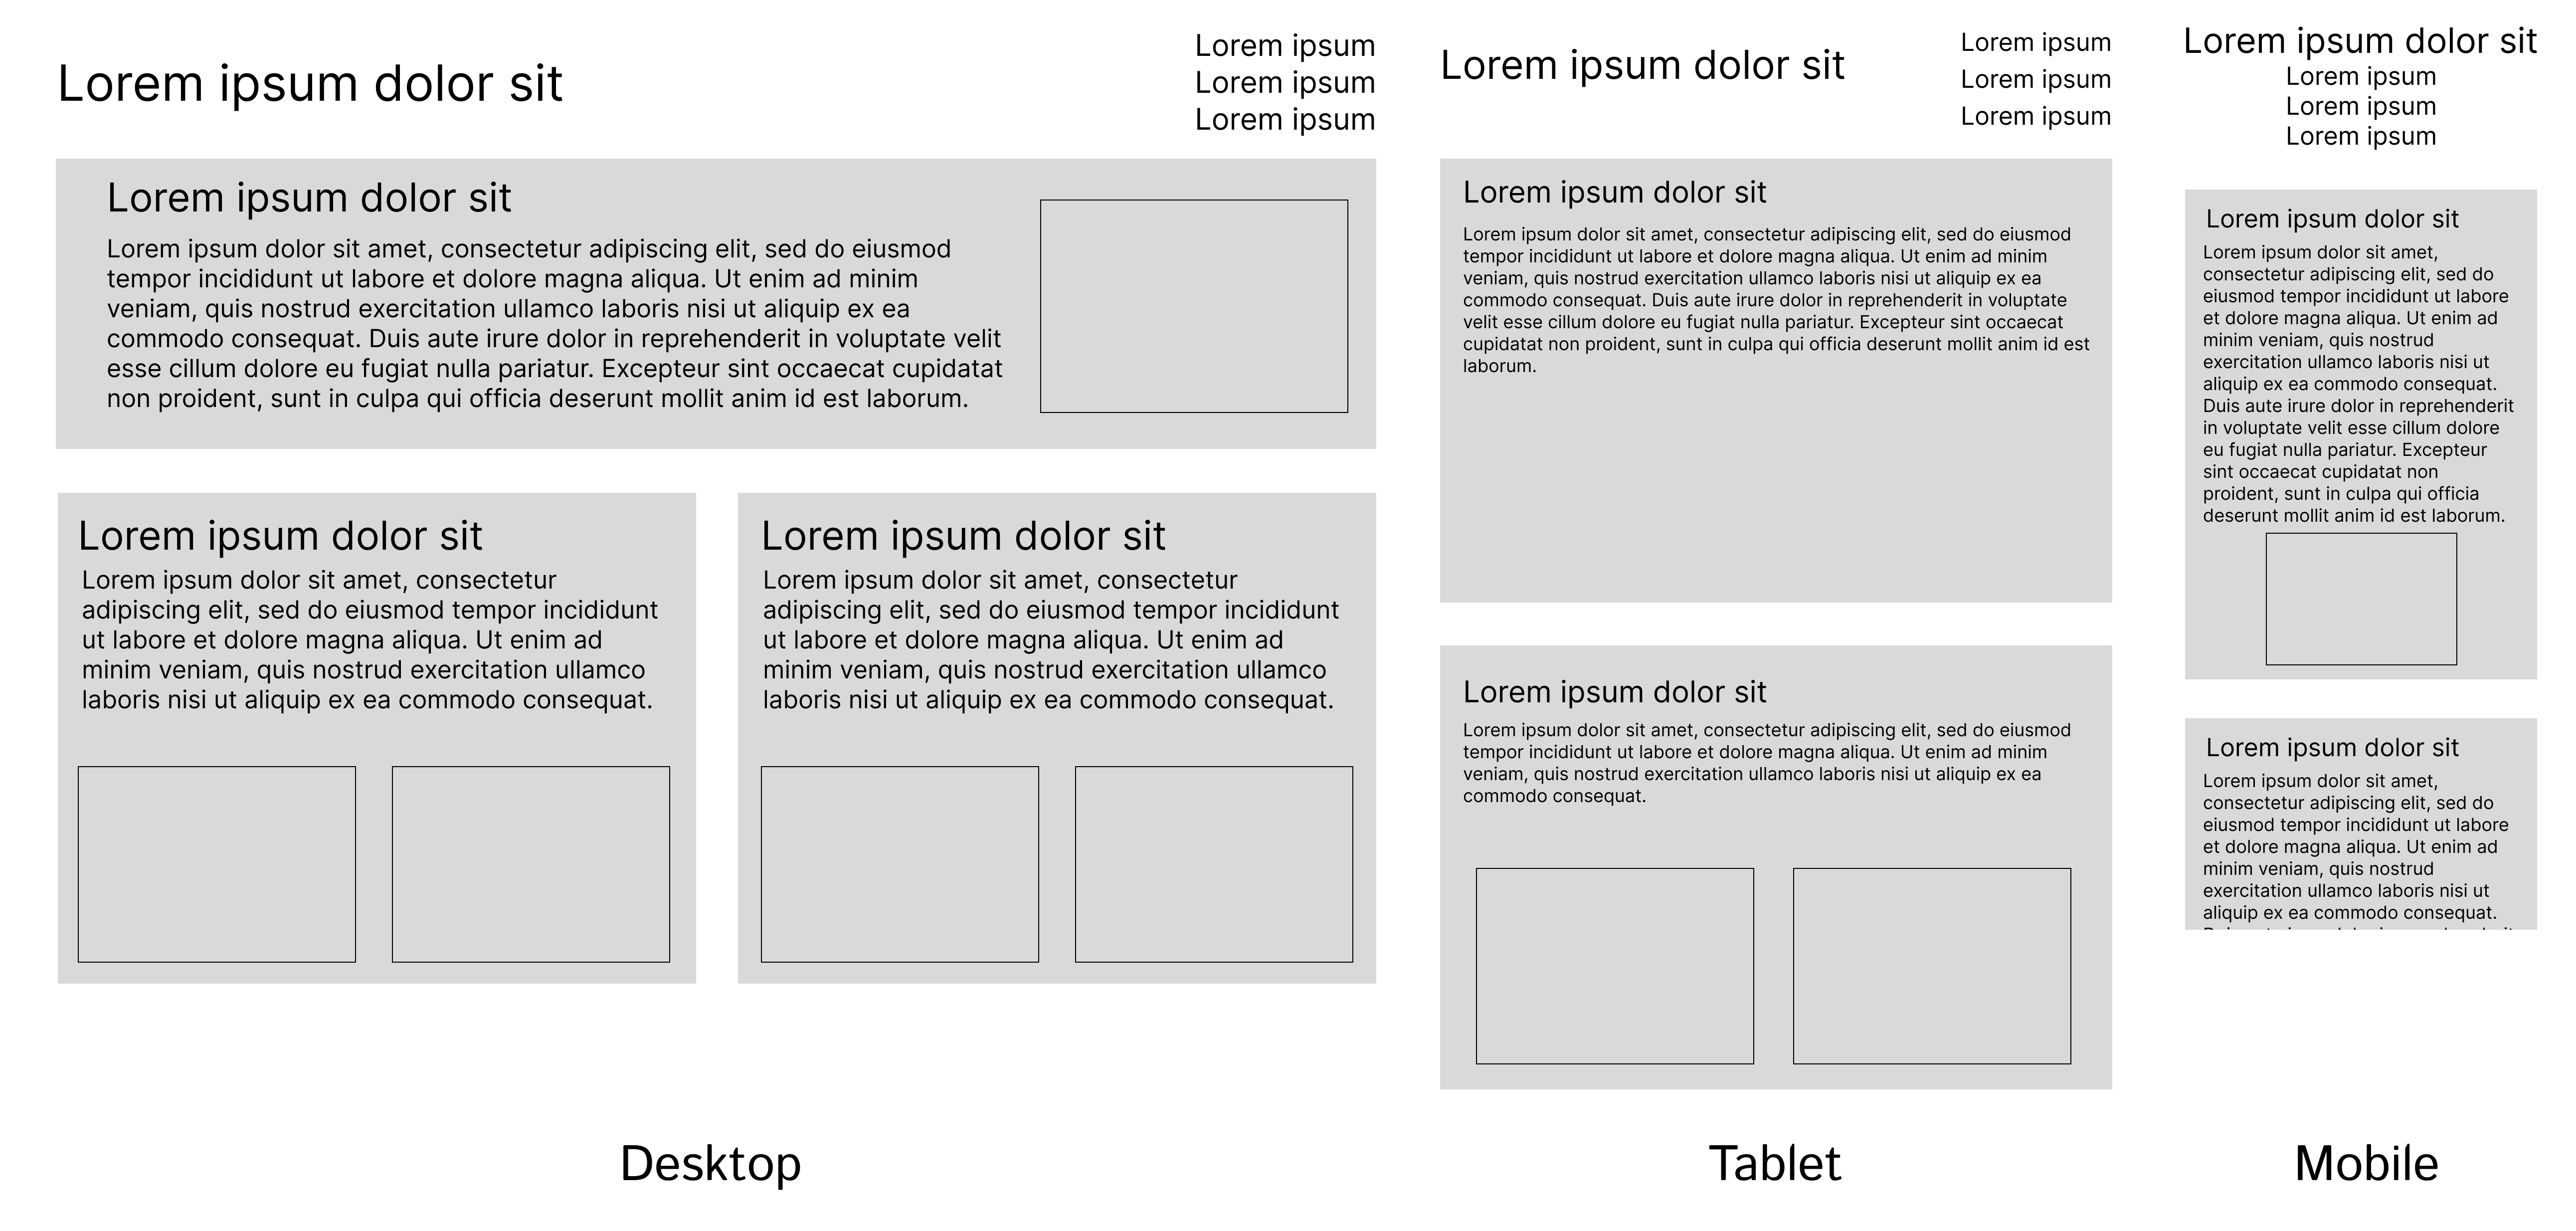 Lorem ipsum dolor sit
Lorem ipsum
Lorem ipsum
Lorem ipsum
Lorem ipsum dolor sit
Lorem ipsum dolor sit amet, consectetur adipiscing elit, sed do eiusmod
tempor incididunt ut labore et dolore magna aliqua. Ut enim ad minim
veniam, quis nostrud exercitation ullamco laboris nisi ut aliquip ex ea
commodo consequat. Duis aute irure dolor in reprehenderit in voluptate velit
esse cillum dolore eu fugiat nulla pariatur. Excepteur sint occaecat cupidatat
non proident, sunt in culpa qui officia deserunt mollit anim id est laborum.
Lorem ipsum dolor sit
Lorem ipsum dolor sit amet, consectetur
adipiscing elit, sed do eiusmod tempor incididunt
ut labore et dolore magna aliqua. Ut enim ad
minim veniam, quis nostrud exercitation ullamco
laboris nisi ut aliquip ex ea commodo consequat.
Lorem ipsum dolor sit
Lorem ipsum dolor sit amet, consectetur
adipiscing elit, sed do eiusmod tempor incididunt
ut labore et dolore magna aliqua. Ut enim ad
minim veniam, quis nostrud exercitation ullamco
laboris nisi ut aliquip ex ea commodo consequat.
Desktop
Lorem ipsum dolor sit
Lorem ipsum
Lorem ipsum
Lorem ipsum
Lorem ipsum dolor sit
Lorem ipsum dolor sit amet, consectetur adipiscing elit, sed do eiusmod
tempor incididunt ut labore et dolore magna aliqua. Ut enim ad minim
veniam, quis nostrud exercitation ullamco laboris nisi ut aliquip ex ea
commodo consequat. Duis aute irure dolor in reprehenderit in voluptate
velit esse cillum dolore eu fugiat nulla pariatur. Excepteur sint occaecat
cupidatat non proident, sunt in culpa qui officia deserunt mollit anim id est
laborum.
Lorem ipsum dolor sit
Lorem ipsum dolor sit amet, consectetur adipiscing elit, sed do eiusmod
tempor incididunt ut labore et dolore magna aliqua. Ut enim ad minim
veniam, quis nostrud exercitation ullamco laboris nisi ut aliquip ex ea
commodo consequat.
Tablet
Lorem ipsum dolor sit
Lorem ipsum
Lorem ipsum
Lorem ipsum
Lorem ipsum dolor sit
Lorem ipsum dolor sit amet,
consectetur adipiscing elit, sed do
eiusmod tempor incididunt ut labore
et dolore magna aliqua. Ut enim ad
minim veniam, quis nostrud
exercitation ullamco laboris nisi ut
aliquip ex ea commodo consequat.
Duis aute irure dolor in reprehenderit
in voluptate velit esse cillum dolore
eu fugiat nulla pariatur. Excepteur
sint occaecat cupidatat non
proident, sunt in culpa qui officia
deserunt mollit anim id est laborum.
Lorem ipsum dolor sit
Lorem ipsum dolor sit amet,
consectetur adipiscing elit, sed do
eiusmod tempor incididunt ut labore
et dolore magna aliqua. Ut enim ad
minim veniam, quis nostrud
exercitation ullamco laboris nisi ut
aliquip ex ea commodo consequat.
Mobile